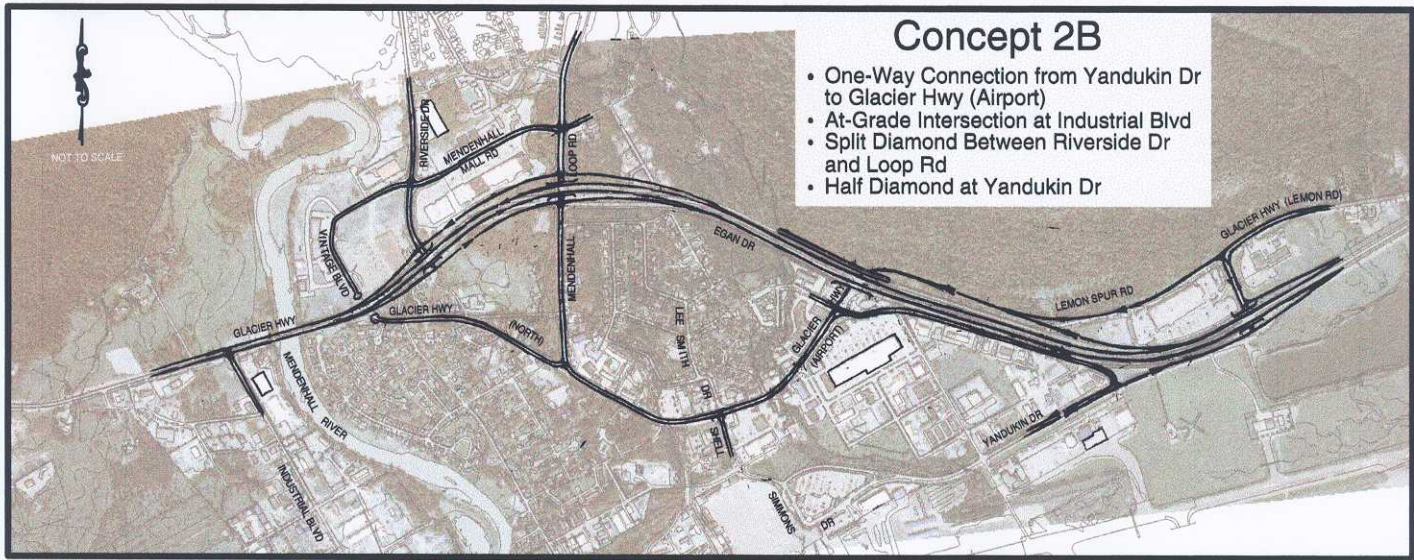 Concept 2B
• One-Way Connection from Yandukin Dr
to Glacier Hwy (Airport)
• At-Grade Intersection at Industrial Blvd
• Split Diamond Between Riverside Dr
and Loop Rd
• Half Diamond at Yandukin Dr
NOT TO SCALE
RIVERSIDE DR
MENDENHALL
MALL RD
LOOP RD
MENDENHALL
VINTAGE BLVD
EGAN DR
GLACIER HWY (LEMON RD)
LEMON SPUR RD
GLACIER HWY
GLACIER HWY
(NORTH)
LEE SMITH
DR
GLACIER
HWY
(AIRPORT)
SHELL
YANDUKIN DR
MENDENHALL
RIVER
INDUSTRIAL BLVD
SIMMONS
DR